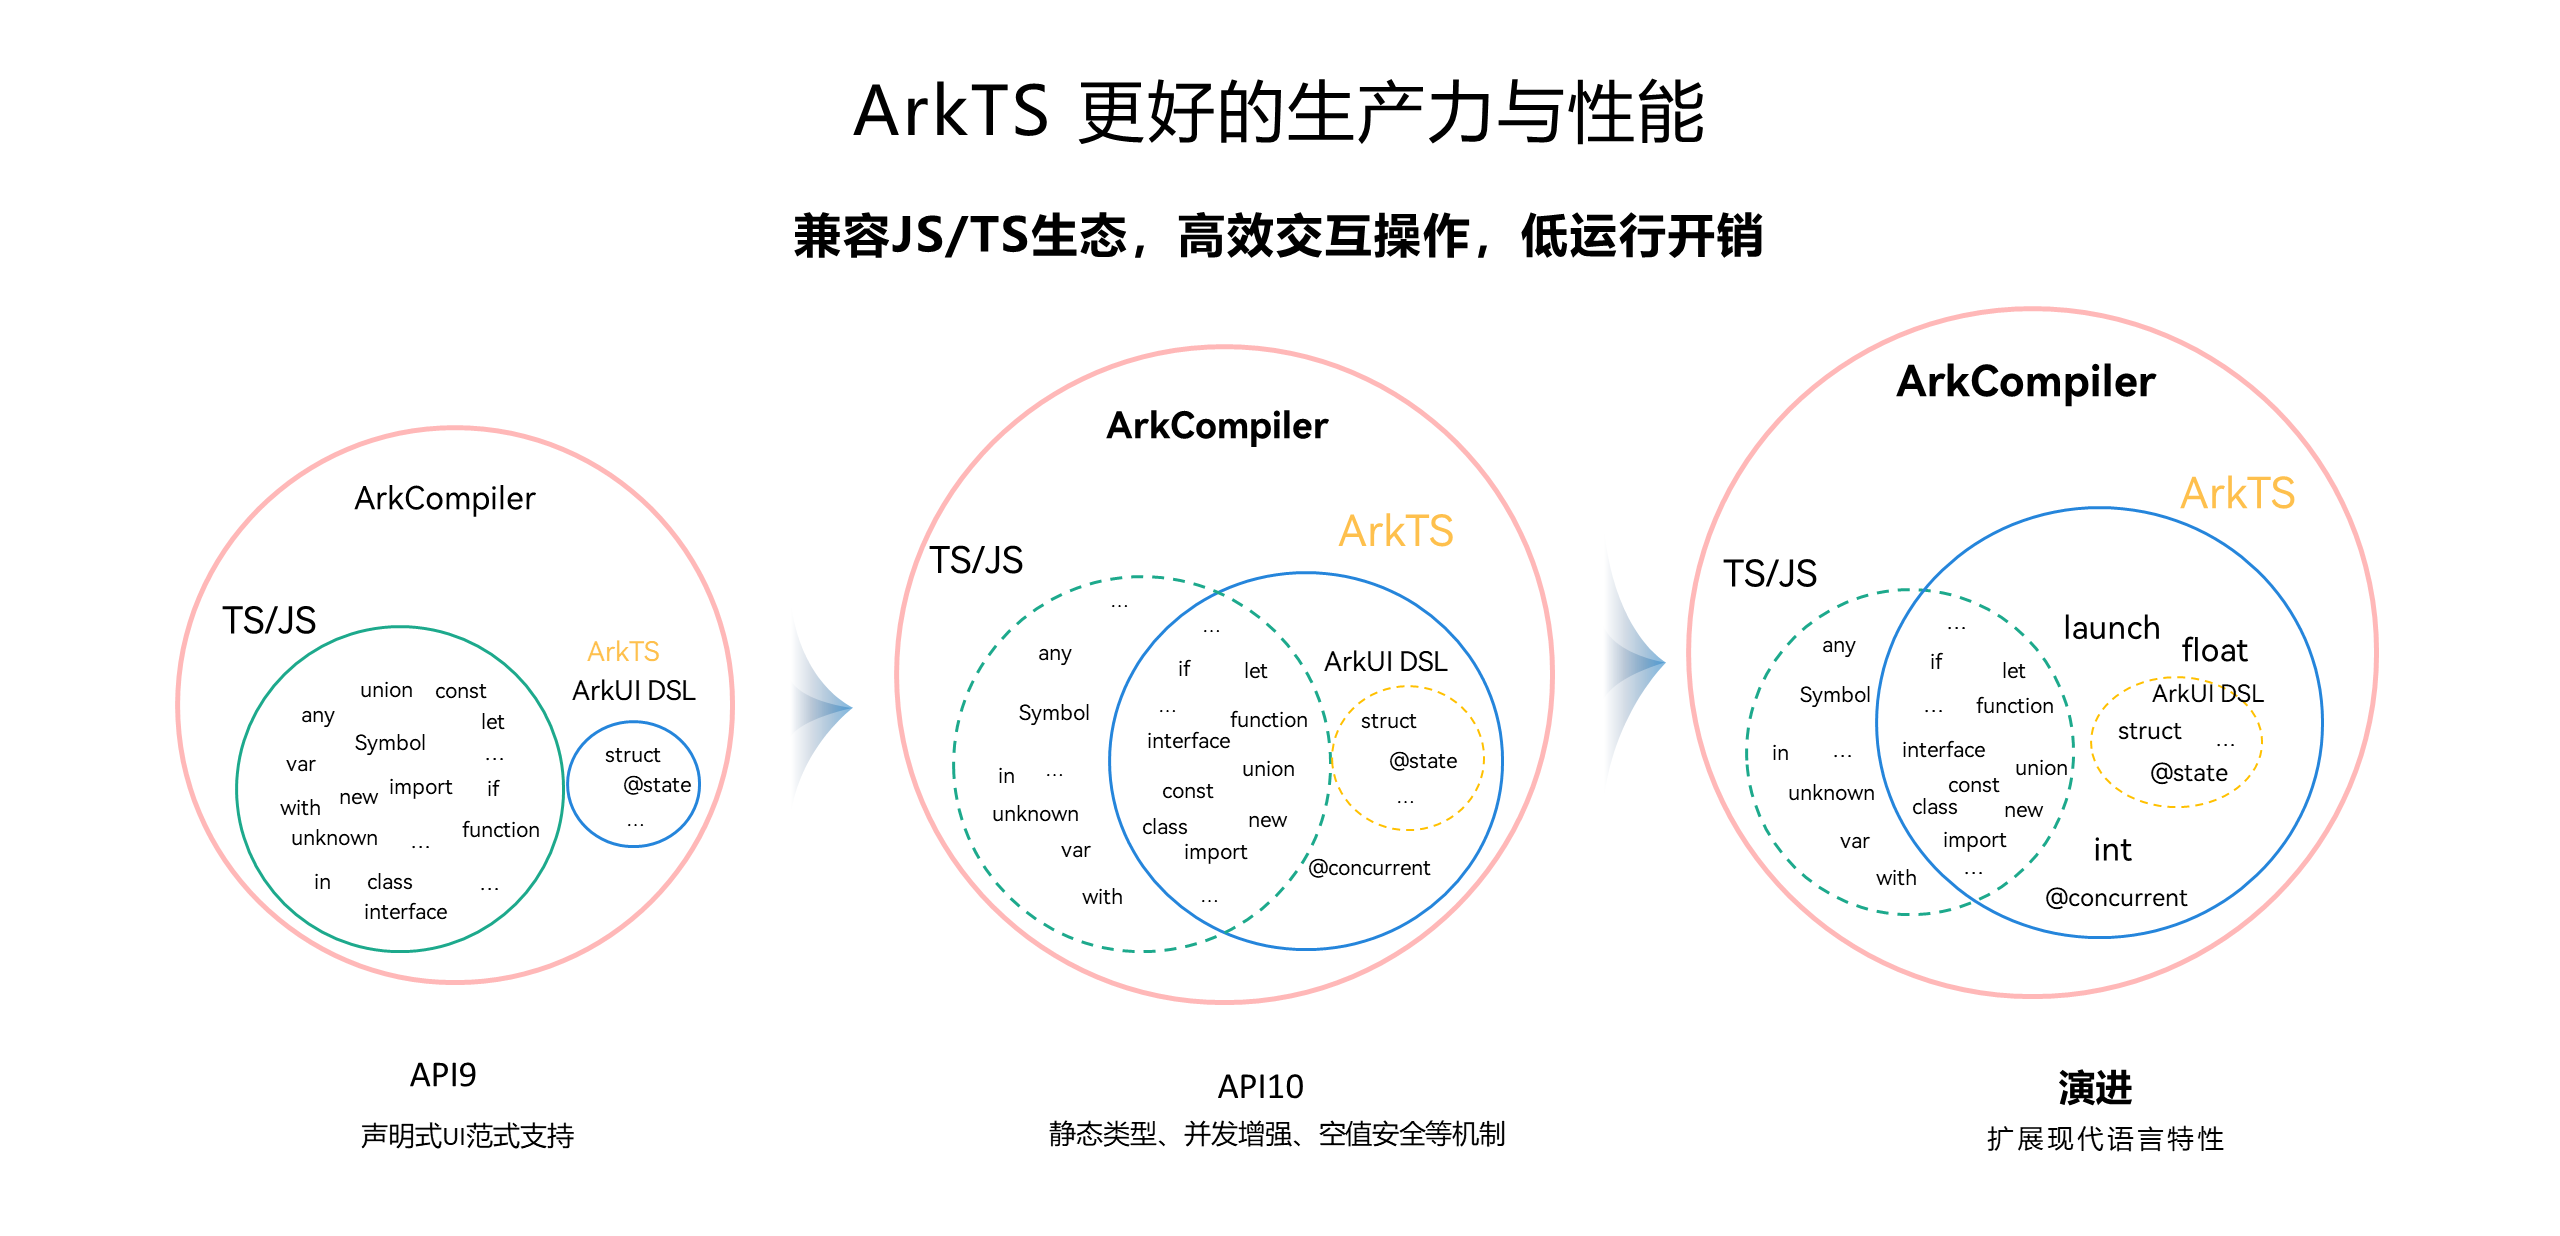 ArkTS 更好的生产力与性能
兼容JS/TS生态，高效交互操作，低运行开销
ArkCompiler
TS/JS
ArkTS
ArkUI DSL
union const
any
let
Symbol
...
var
import
if
new
with
unknown
...
function
in
class
...
interface
struct
@state
...
API9
声明式UI范式支持
ArkCompiler
ArkTS
TS/JS
...
any
Symbol
in
...
unknown
var
with
...
if
let
...
function
interface
union
const
class
new
import
...
ArkUI DSL
struct
@state
...
@concurrent
API10
静态类型、并发增强、空值安全等机制
ArkCompiler
ArkTS
TS/JS
any
Symbol
in
...
unknown
var
with
...
if
let
...
function
interface
union
const
class
new
import
...
launch
float
ArkUI DSL
struct
...
@state
int
@concurrent
演进
扩展现代语言特性